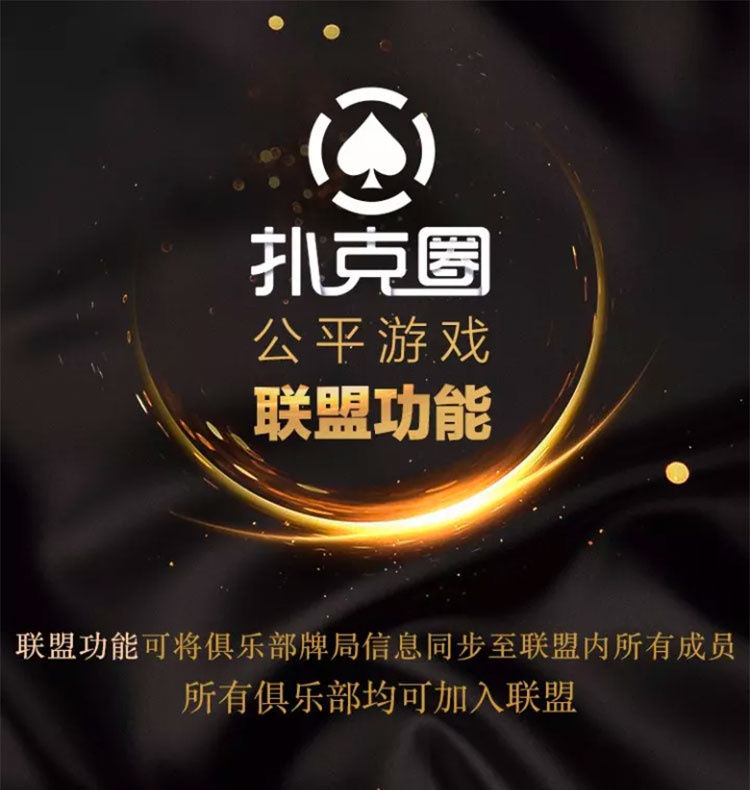 扑克圈
公平游戏
联盟功能
联盟功能可将俱乐部牌局信息同步至联盟内所有成员
所有俱乐部均可加入联盟